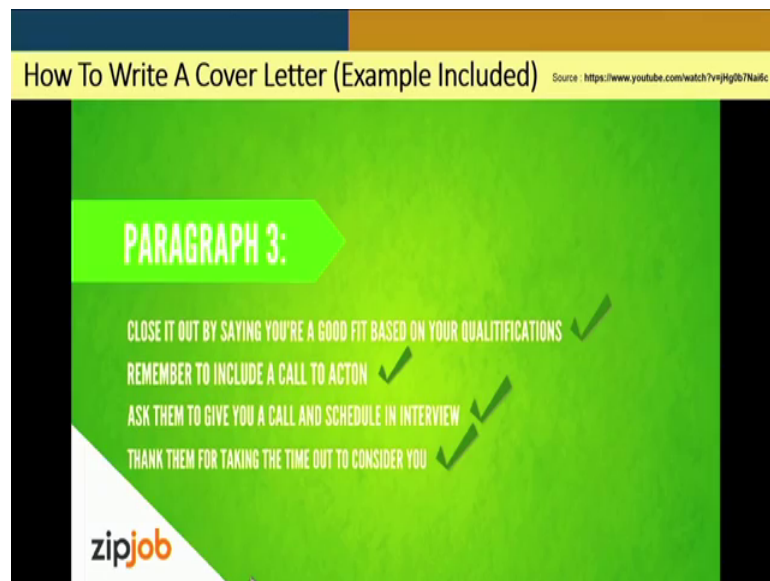 How To Write A Cover Letter (Example Included) Source : https://www.youtube.com/watch?v=jHg0b7Nai6c
PARAGRAPH 3:
CLOSE IT OUT BY SAYING YOU'RE A GOOD FIT BASED ON YOUR QUALITIFICATIONS
REMEMBER TO INCLUDE A CALL TO ACTON
ASK THEM TO GIVE YOU A CALL AND SCHEDULE IN INTERVIEW
THANK THEM FOR TAKING THE TIME OUT TO CONSIDER YOU
zipjob